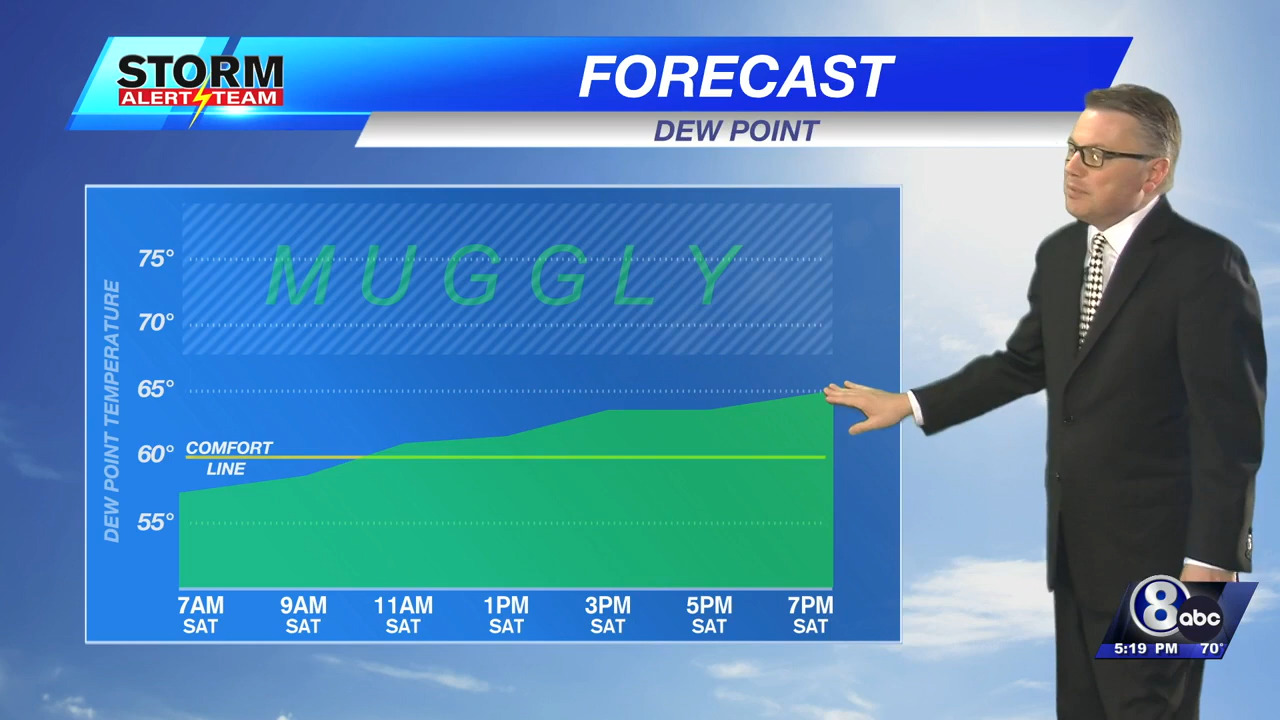 STORM
ALERT TEAM
FORECAST
DEW POINT
DEW POINT TEMPERATURE
MUGGLY
75°
70°
65°
60°
55°
COMFORT
LINE
7AM 9AM 11AM 1PM 3PM 5PM 7PM
SAT SAT SAT SAT SAT SAT SAT
8 abc
5:19 PM 70°